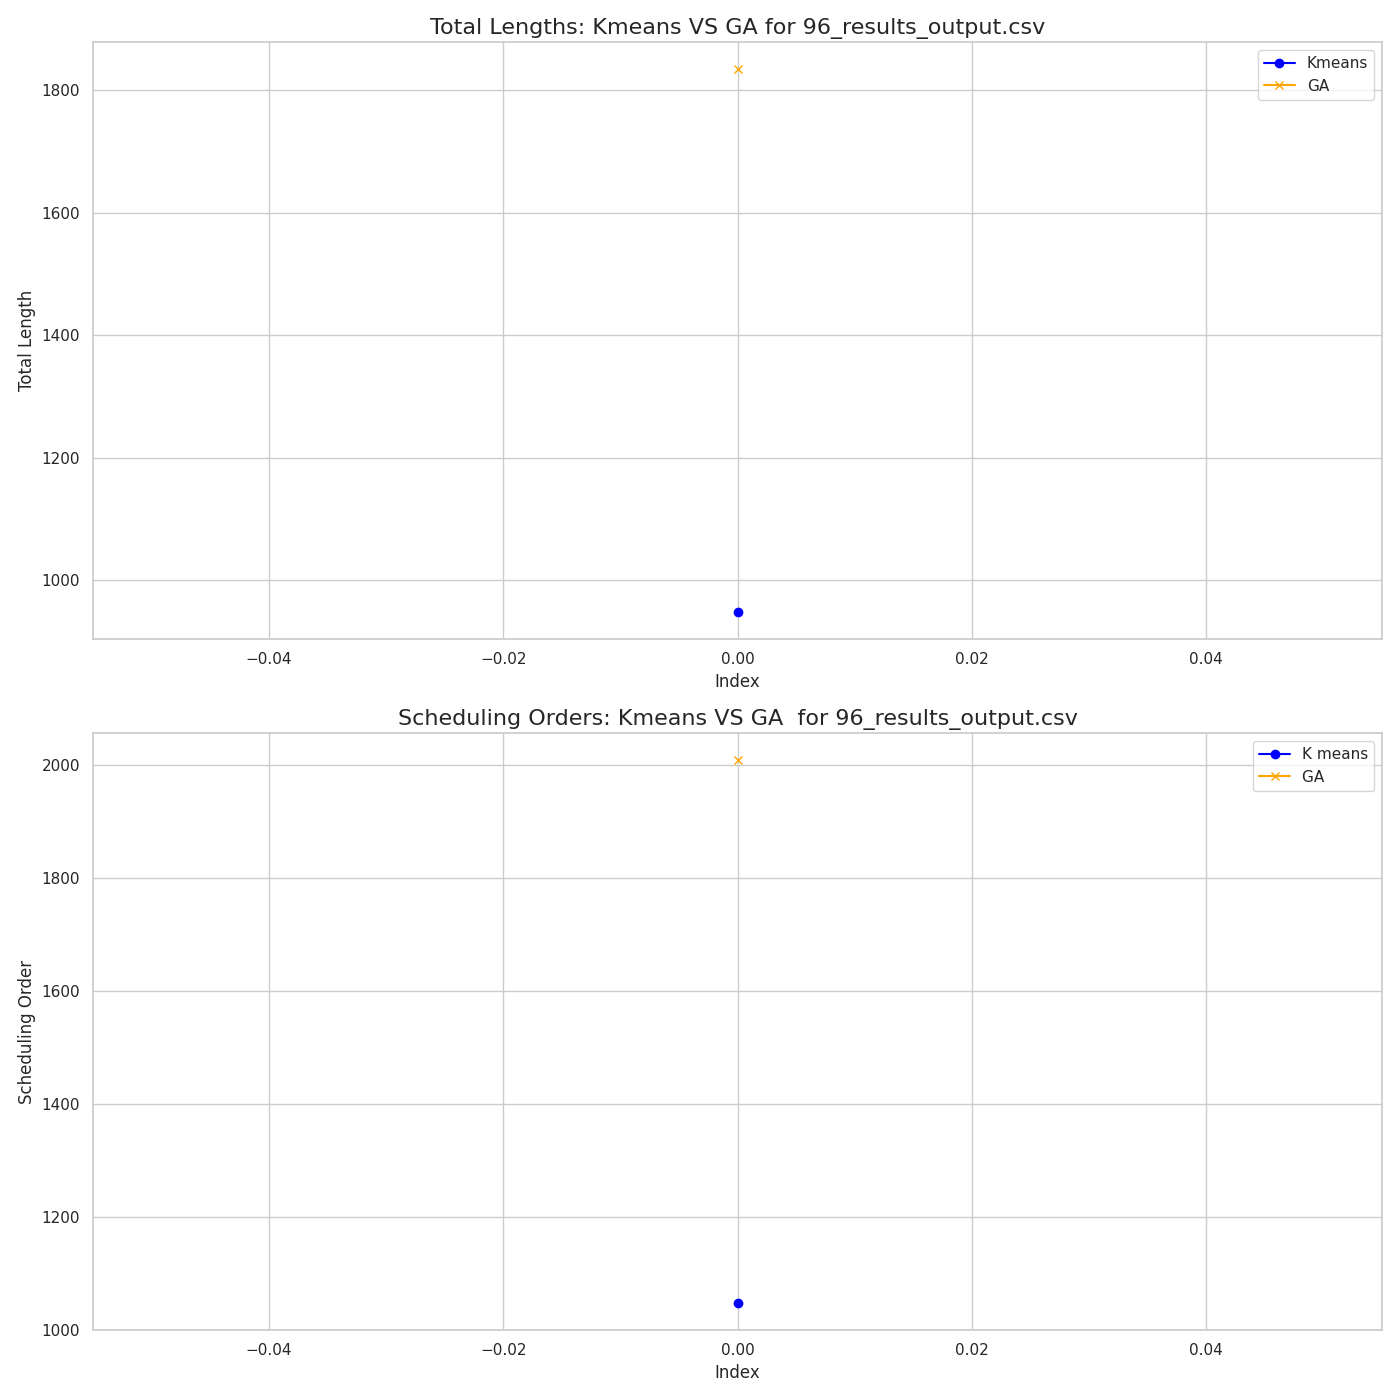 Total Lengths: Kmeans VS GA for 96_results_output.csv
Kmeans
GA
1800
1600
1400
1200
1000
Total Length
−0.04 −0.02 0.00 0.02 0.04
Index
Scheduling Orders: Kmeans VS GA  for 96_results_output.csv
K means
GA
2000
1800
1600
1400
1200
1000
Scheduling Order
−0.04 −0.02 0.00 0.02 0.04
Index